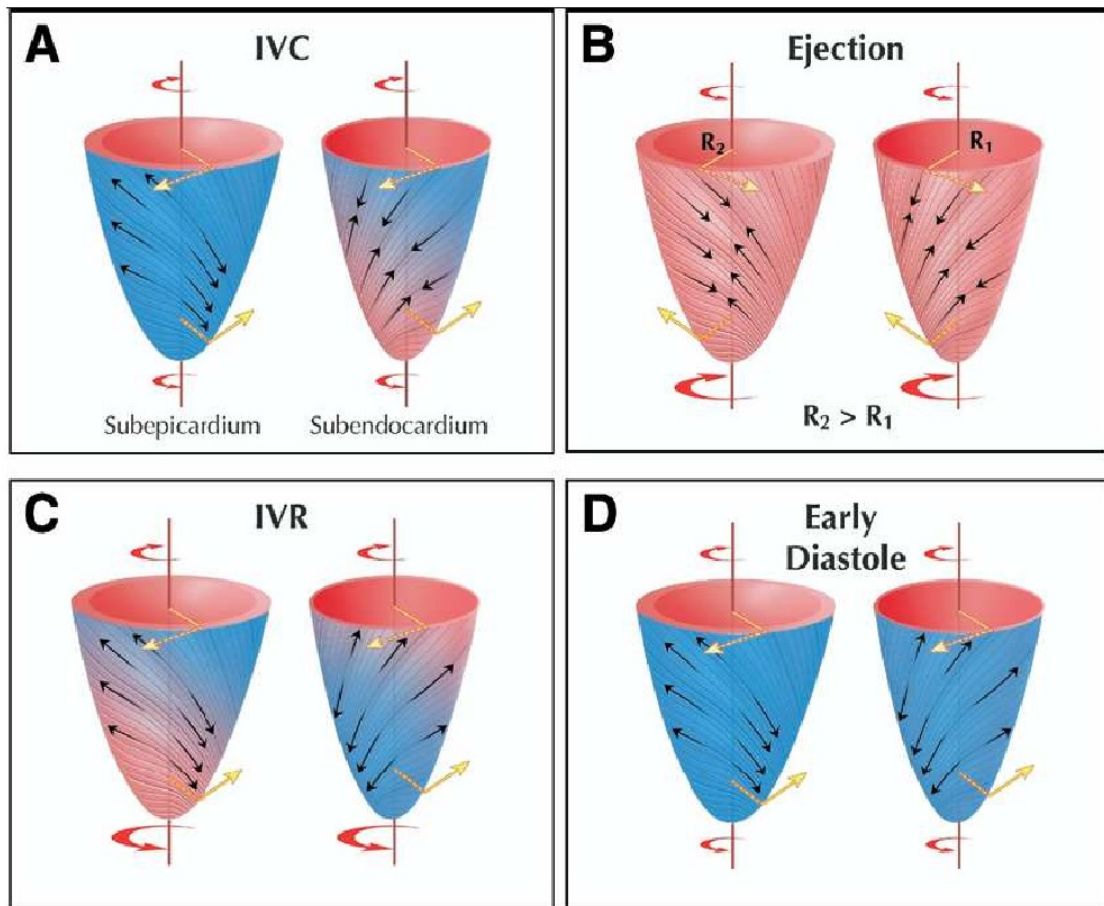 A
IVC
Subepicardium
Subendocardium
B
Ejection
R₂
R₁
R₂ > R₁
C
IVR
D
Early
Diastole